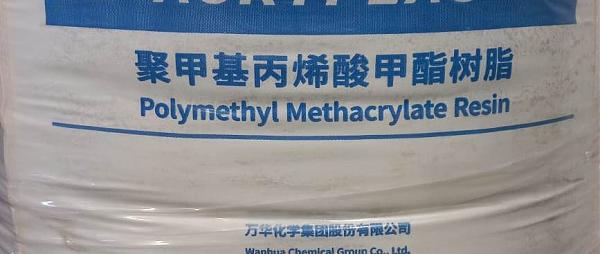 聚甲基丙烯酸甲酯树脂
Polymethyl Methacrylate Resin
万华化学集团股份有限公司
Wanhua Chemical Group Co., Ltd.